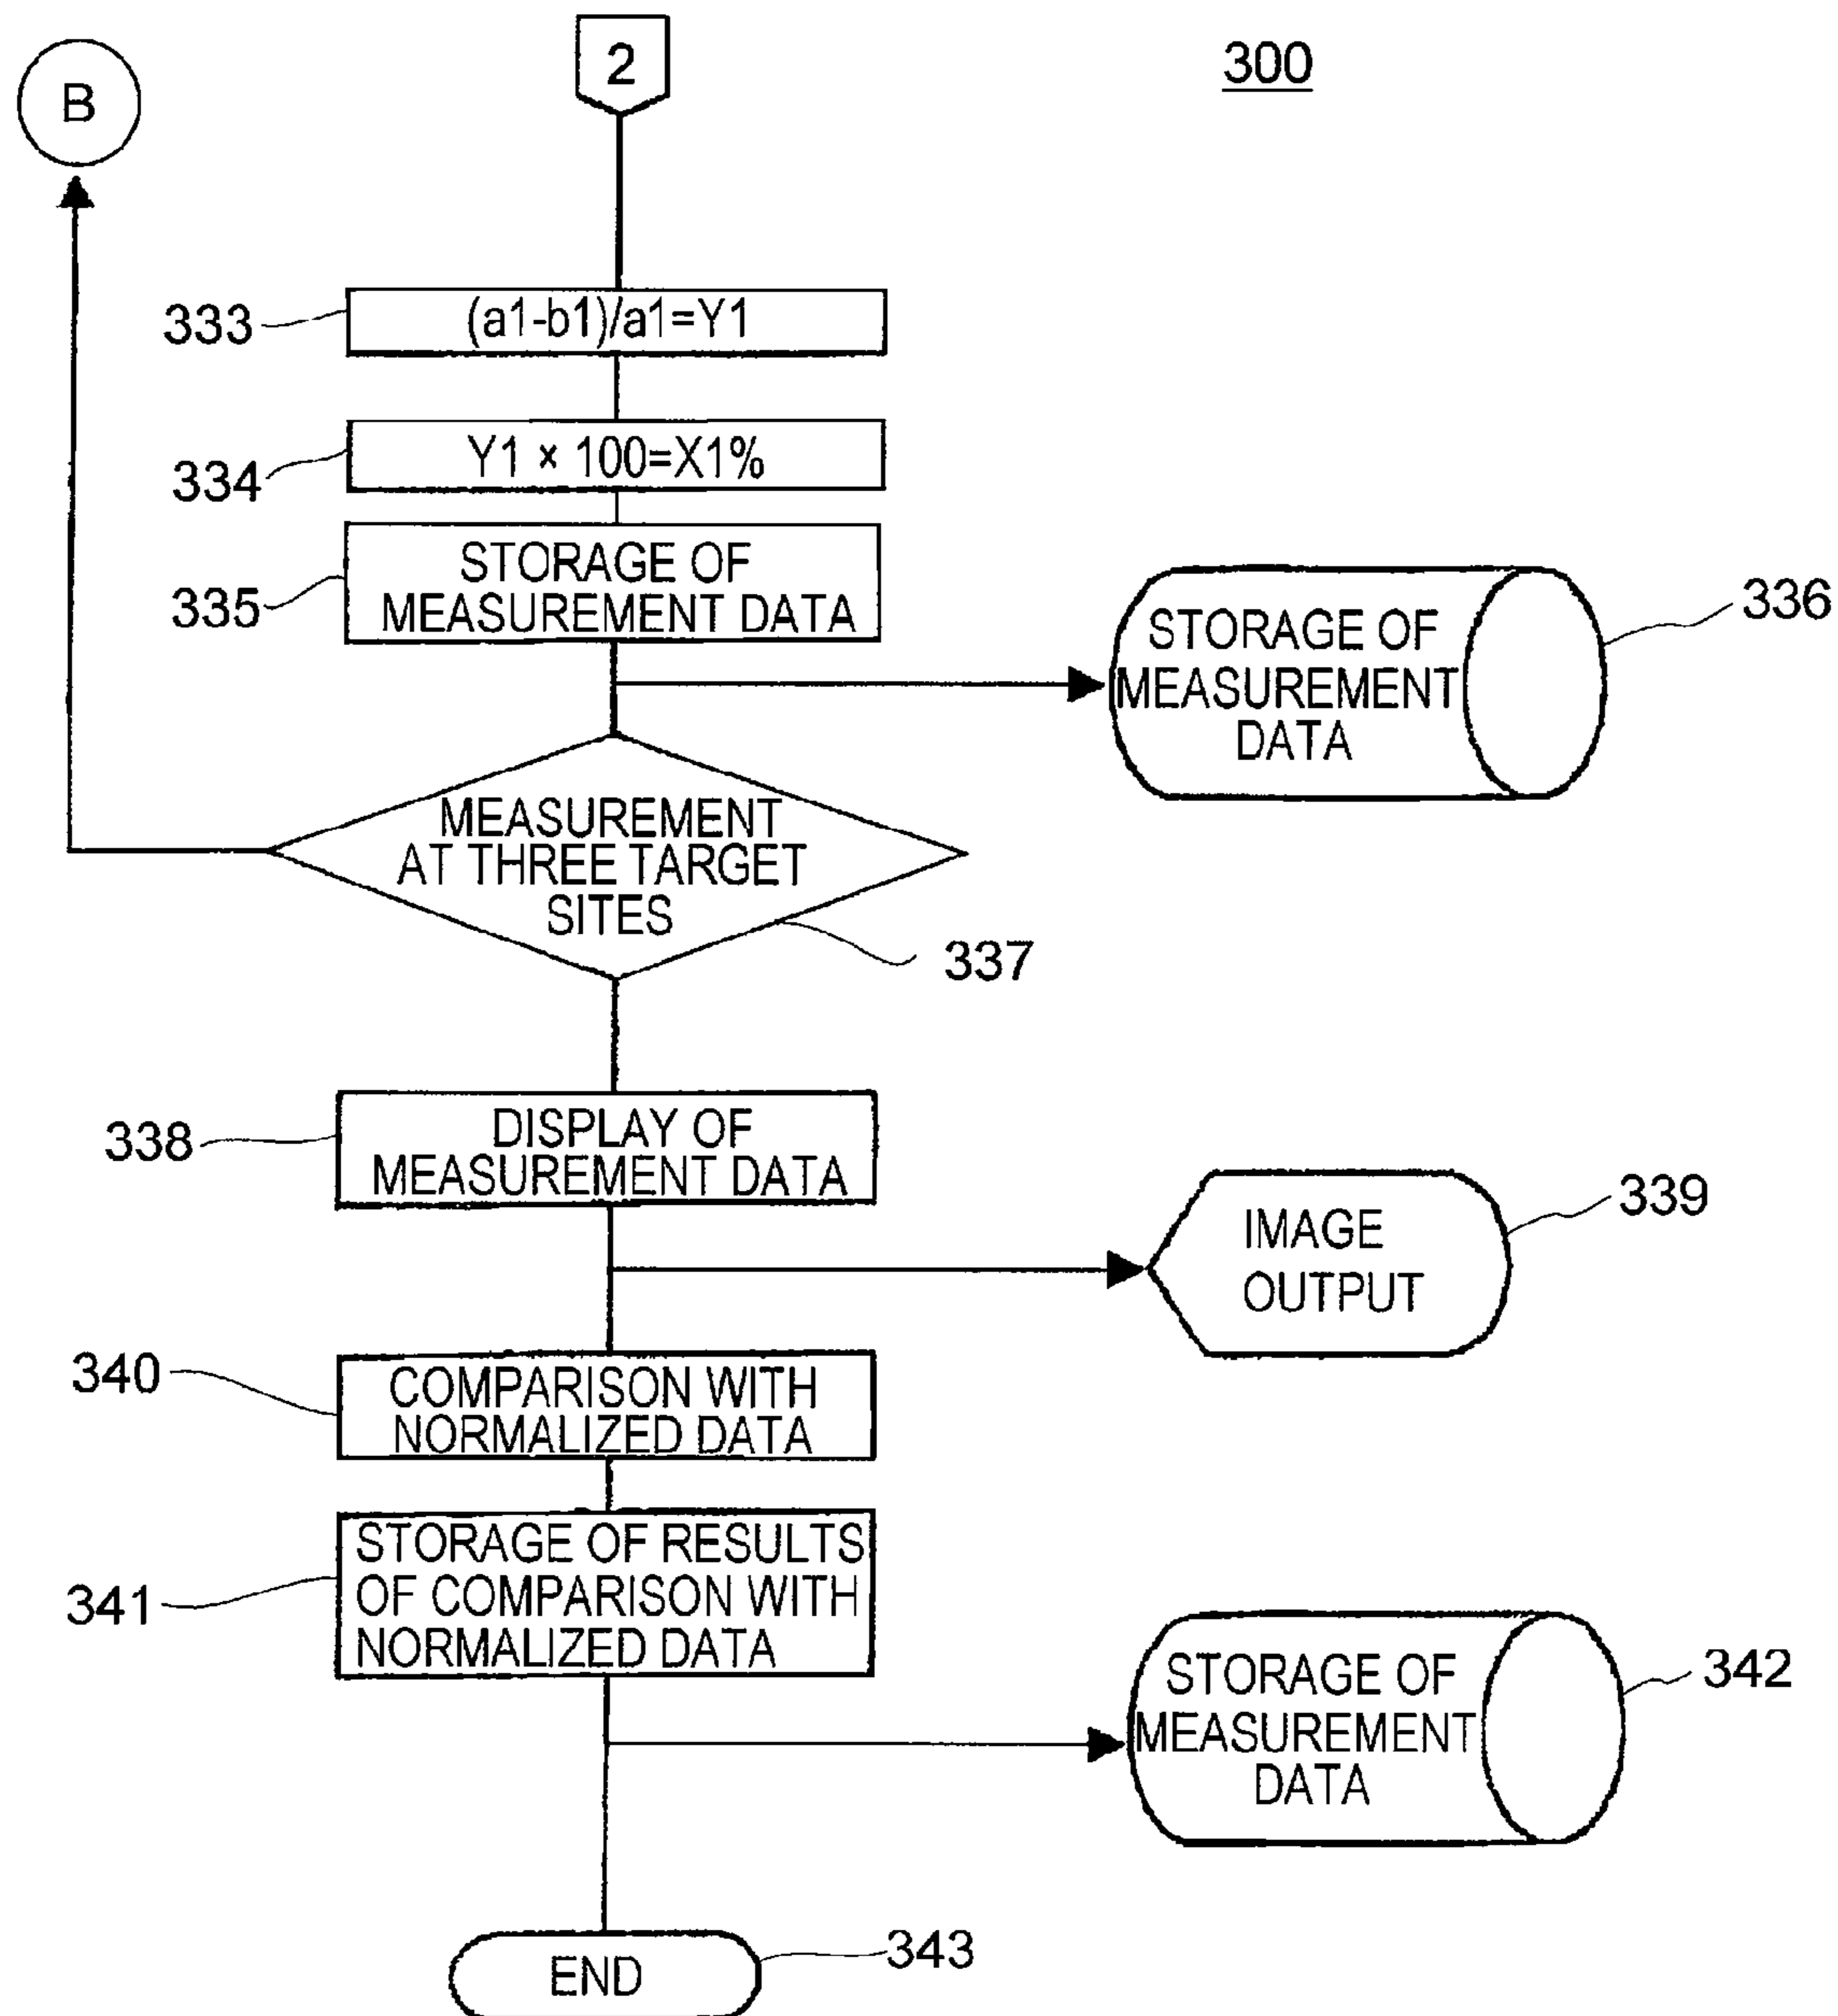 B
2
300
333
(a1-b1)/a1=Y1
334
Y1 × 100=X1%
335
STORAGE OF
MEASUREMENT DATA
STORAGE OF
MEASUREMENT
DATA
336
MEASUREMENT
AT THREE TARGET
SITES
337
338
DISPLAY OF
MEASUREMENT DATA
IMAGE
OUTPUT
339
340
COMPARISON WITH
NORMALIZED DATA
341
STORAGE OF RESULTS
OF COMPARISON WITH
NORMALIZED DATA
STORAGE OF
MEASUREMENT
DATA
342
END
343